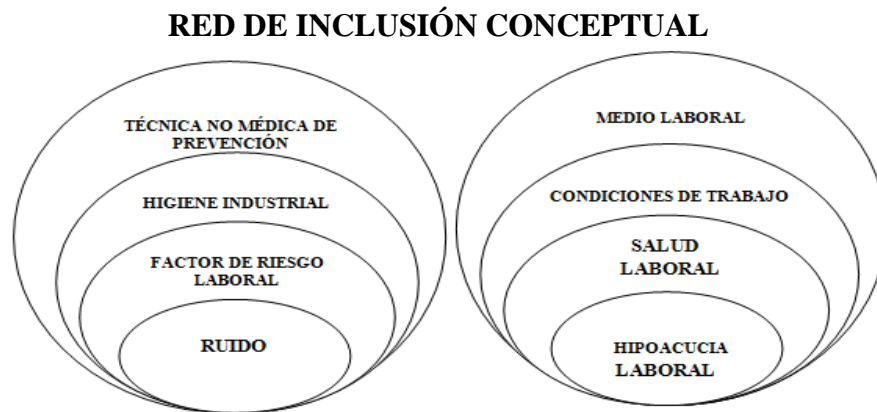 RED DE INCLUSIÓN CONCEPTUAL
TÉCNICA NO MÉDICA DE
PREVENCIÓN
HIGIENE INDUSTRIAL
FACTOR DE RIESGO
LABORAL
RUIDO
MEDIO LABORAL
CONDICIONES DE TRABAJO
SALUD
LABORAL
HIPOACUCIA
LABORAL